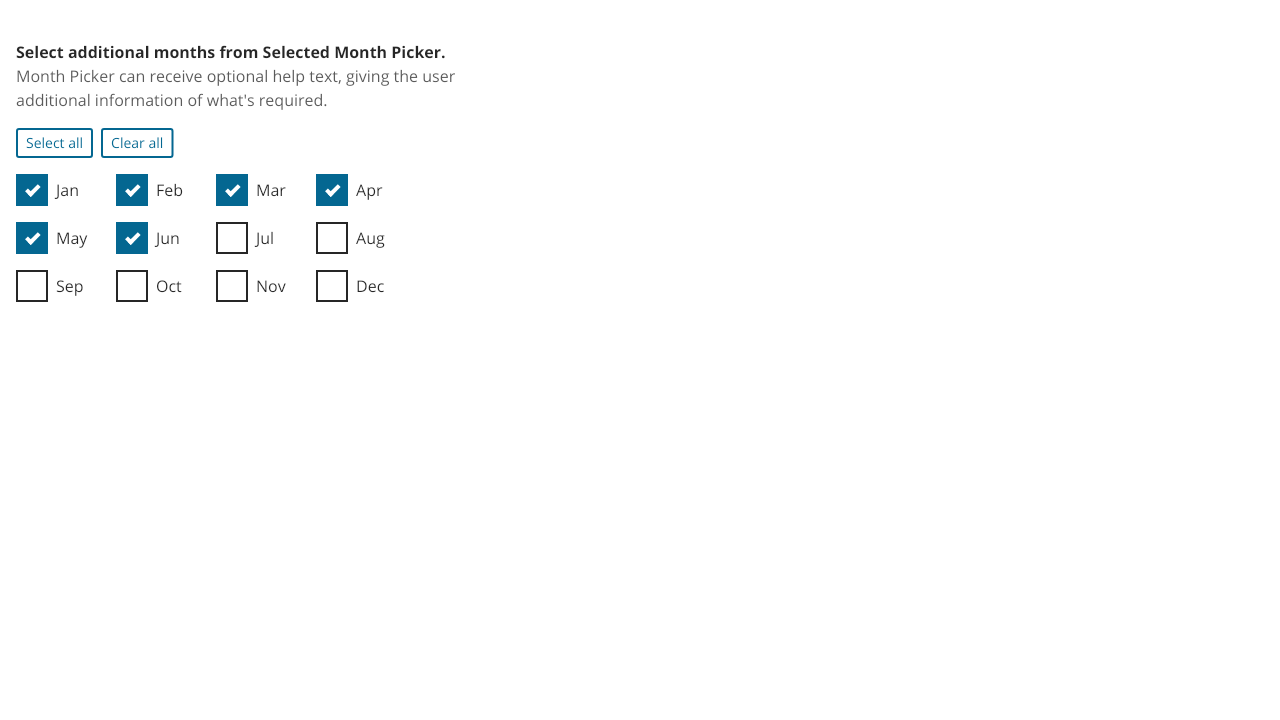 Select additional months from Selected Month Picker.
Month Picker can receive optional help text, giving the user
additional information of what's required.
Select all Clear all
Jan Feb Mar Apr
May Jun Jul Aug
Sep Oct Nov Dec